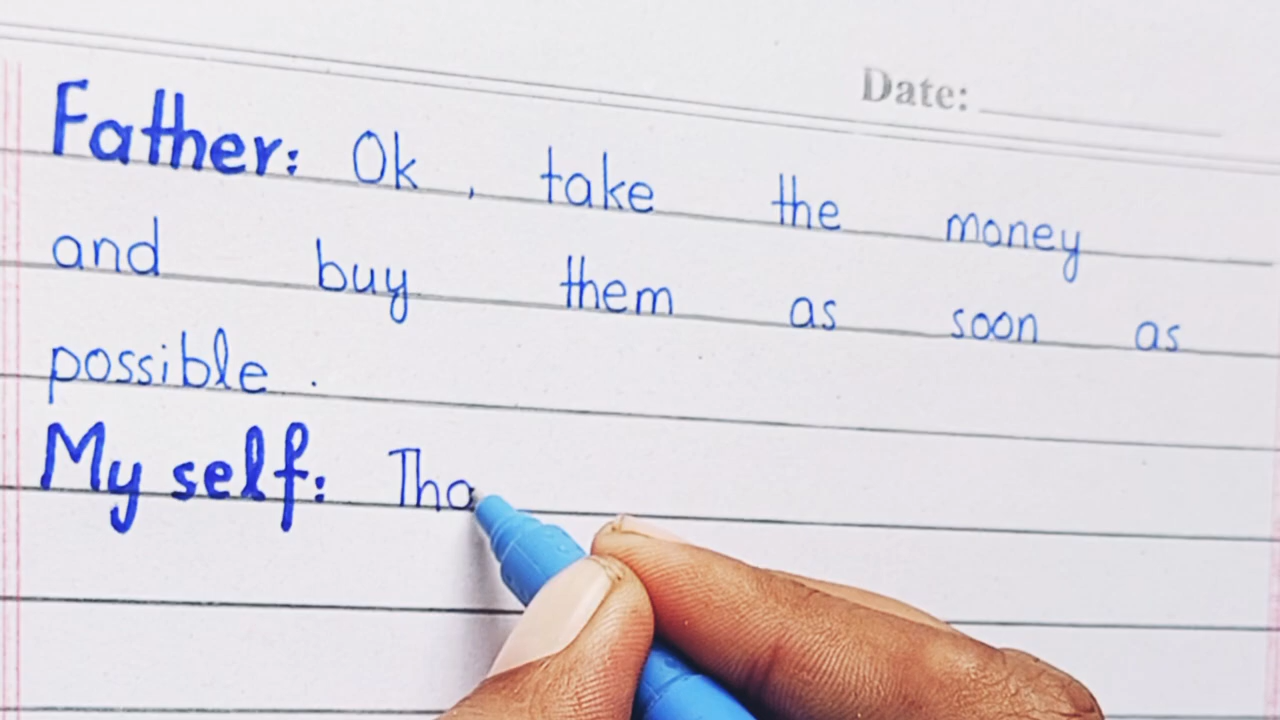 Date:
Father: Ok, take the money
and buy them as soon as
possible.
My self: Tha